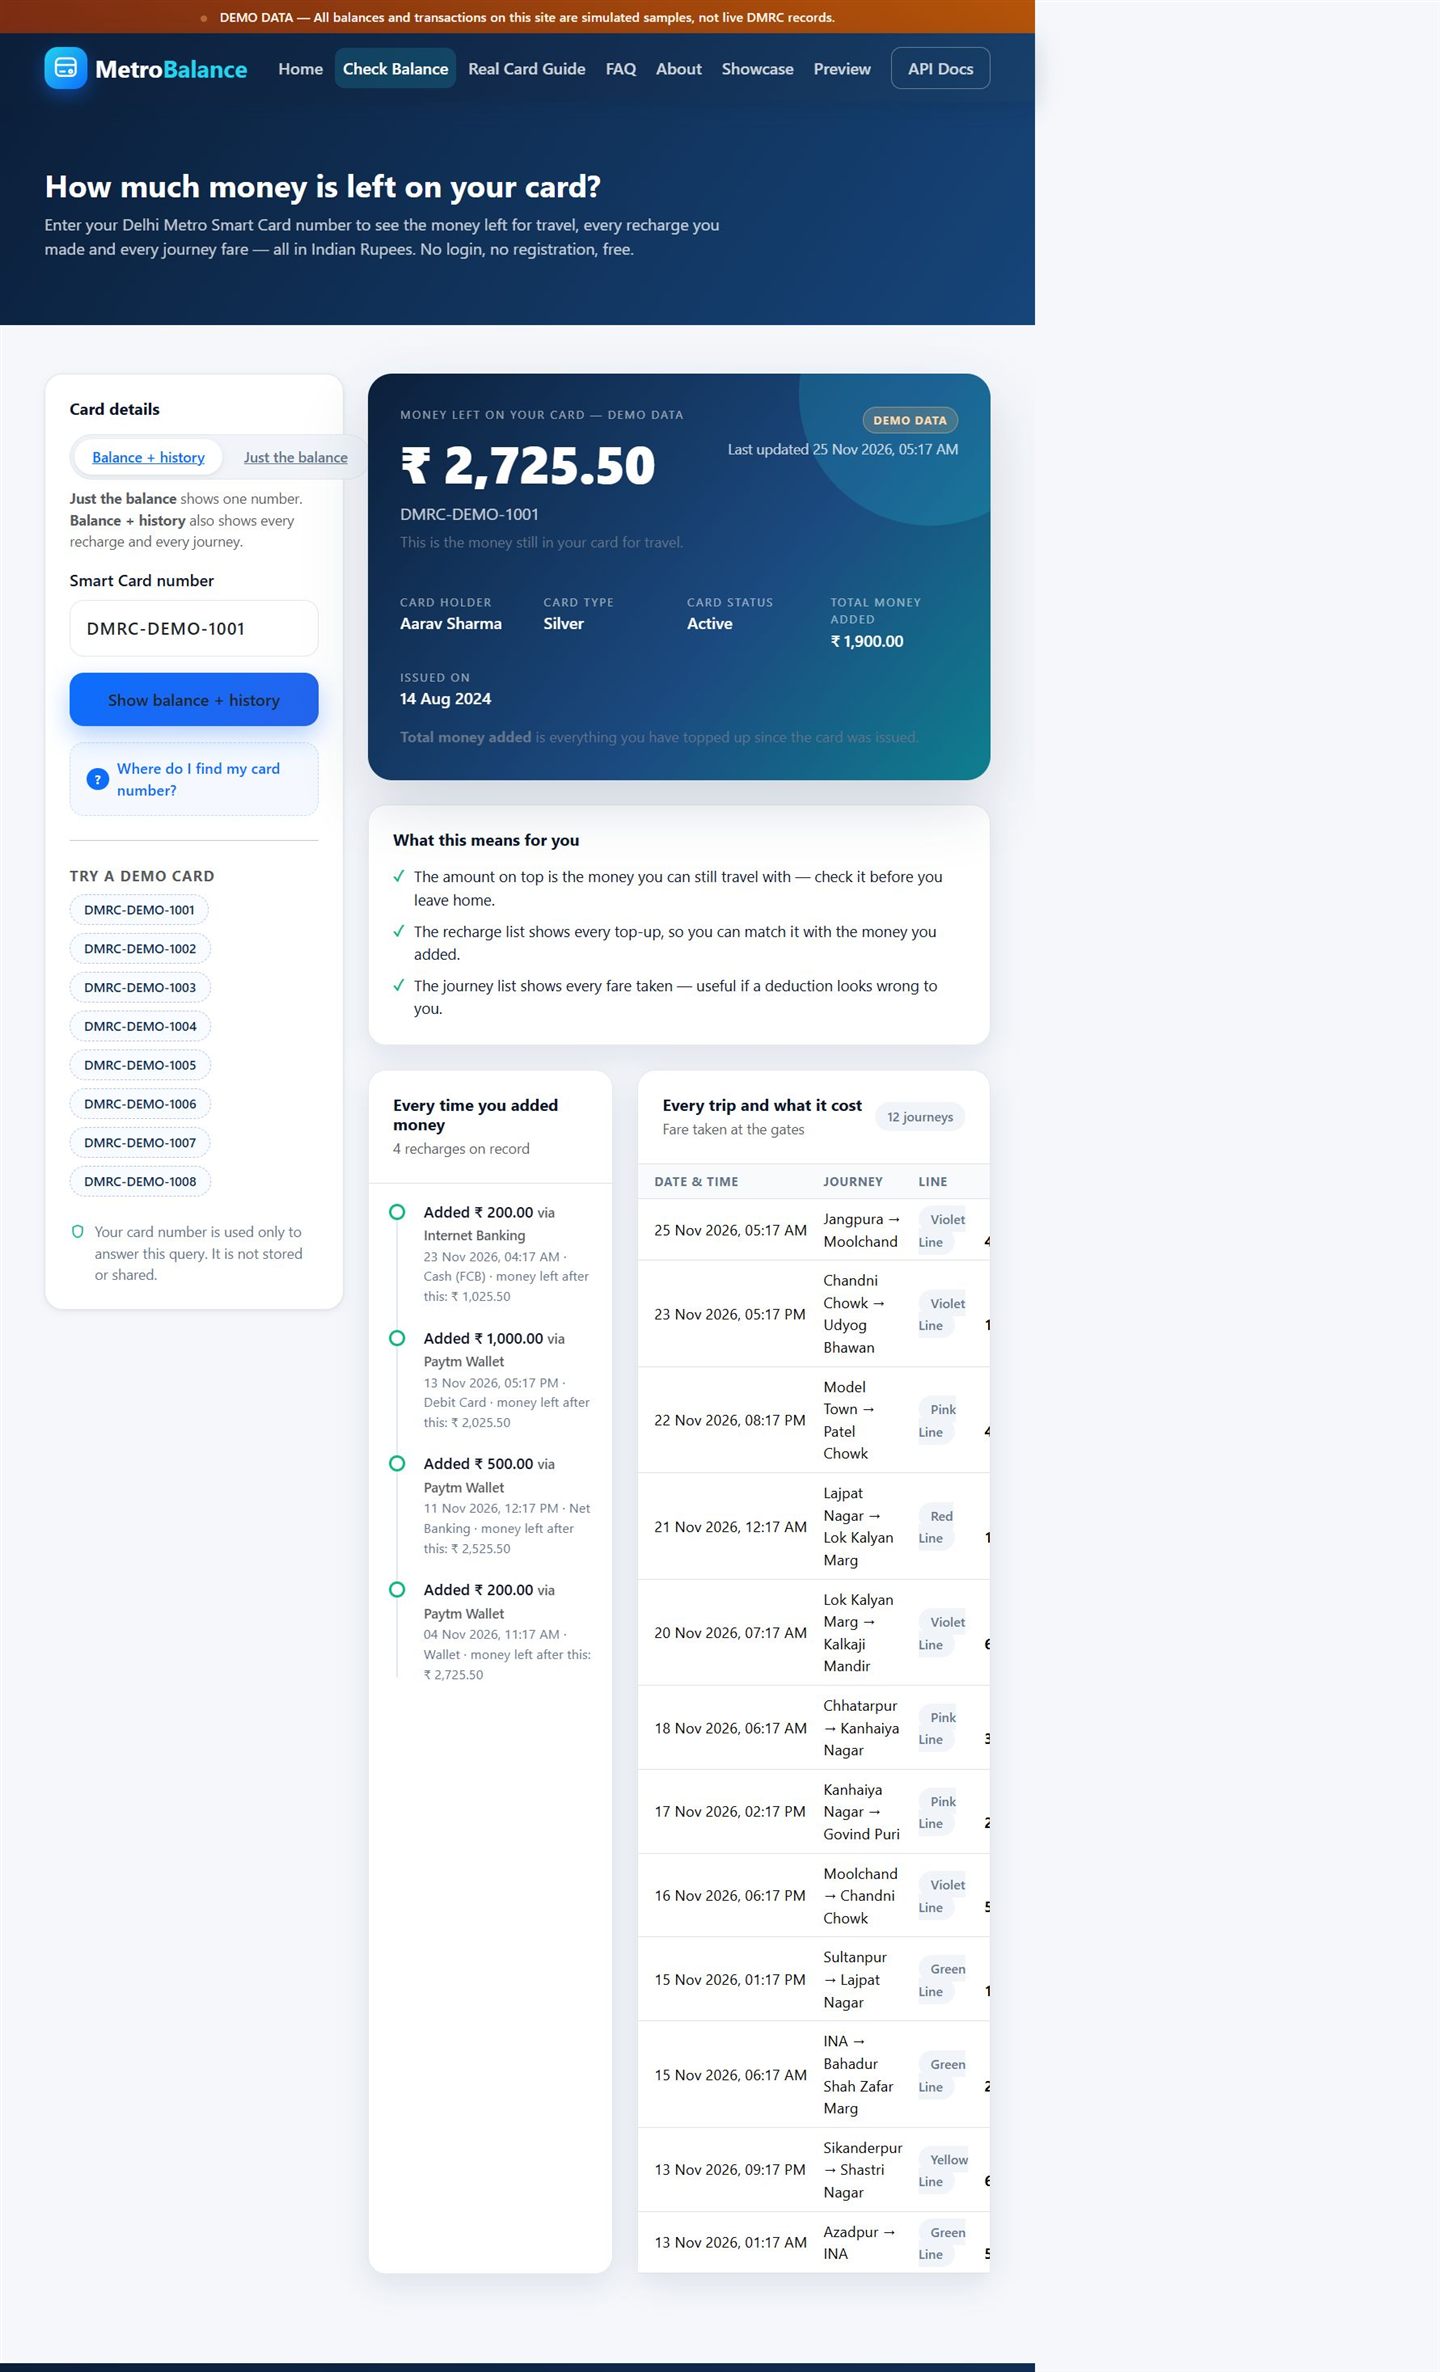 DEMO DATA — All balances and transactions on this site are simulated samples, not live DMRC records.
MetroBalance
Home
Check Balance
Real Card Guide
FAQ
About
Showcase
Preview
API Docs
How much money is left on your card?
Enter your Delhi Metro Smart Card number to see the money left for travel, every recharge you
made and every journey fare — all in Indian Rupees. No login, no registration, free.
Card details
Balance + history
Just the balance
Just the balance shows one number.
Balance + history also shows every
recharge and every journey.
Smart Card number
DMRC-DEMO-1001
Show balance + history
?
Where do I find my card
number?
TRY A DEMO CARD
DMRC-DEMO-1001
DMRC-DEMO-1002
DMRC-DEMO-1003
DMRC-DEMO-1004
DMRC-DEMO-1005
DMRC-DEMO-1006
DMRC-DEMO-1007
DMRC-DEMO-1008
Your card number is used only to
answer this query. It is not stored
or shared.
MONEY LEFT ON YOUR CARD — DEMO DATA
₹ 2,725.50
DMRC-DEMO-1001
This is the money still in your card for travel.
DEMO DATA
Last updated 25 Nov 2026, 05:17 AM
CARD HOLDER
Aarav Sharma
CARD TYPE
Silver
CARD STATUS
Active
TOTAL MONEY
ADDED
₹ 1,900.00
ISSUED ON
14 Aug 2024
Total money added is everything you have topped up since the card was issued.
What this means for you
The amount on top is the money you can still travel with — check it before you
leave home.
The recharge list shows every top-up, so you can match it with the money you
added.
The journey list shows every fare taken — useful if a deduction looks wrong to
you.
Every time you added
money
4 recharges on record
Added ₹ 200.00 via
Internet Banking
23 Nov 2026, 04:17 AM ·
Cash (FCB) · money left after
this: ₹ 1,025.50
Added ₹ 1,000.00 via
Paytm Wallet
13 Nov 2026, 05:17 PM ·
Debit Card · money left after
this: ₹ 2,025.50
Added ₹ 500.00 via
Paytm Wallet
11 Nov 2026, 12:17 PM · Net
Banking · money left after
this: ₹ 2,525.50
Added ₹ 200.00 via
Paytm Wallet
04 Nov 2026, 11:17 AM ·
Wallet · money left after this:
₹ 2,725.50
Every trip and what it cost
Fare taken at the gates
12 journeys
DATE & TIME
JOURNEY
LINE
25 Nov 2026, 05:17 AM
Jangpura →
Moolchand
Violet
Line
23 Nov 2026, 05:17 PM
Chandni
Chowk →
Udyog
Bhawan
Violet
Line
22 Nov 2026, 08:17 PM
Model
Town →
Patel
Chowk
Pink
Line
21 Nov 2026, 12:17 AM
Lajpat
Nagar →
Lok Kalyan
Marg
Red
Line
20 Nov 2026, 07:17 AM
Lok Kalyan
Marg →
Kalkaji
Mandir
Violet
Line
18 Nov 2026, 06:17 AM
Chhatarpur
→ Kanhaiya
Nagar
Pink
Line
17 Nov 2026, 02:17 PM
Kanhaiya
Nagar →
Govind Puri
Pink
Line
16 Nov 2026, 06:17 PM
Moolchand
→ Chandni
Chowk
Violet
Line
15 Nov 2026, 01:17 PM
Sultanpur
→ Lajpat
Nagar
Green
Line
15 Nov 2026, 06:17 AM
INA →
Bahadur
Shah Zafar
Marg
Green
Line
13 Nov 2026, 09:17 PM
Sikanderpur
→ Shastri
Nagar
Yellow
Line
13 Nov 2026, 01:17 AM
Azadpur →
INA
Green
Line